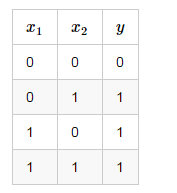 x₁ x₂ y
0 0 0
0 1 1
1 0 1
1 1 1